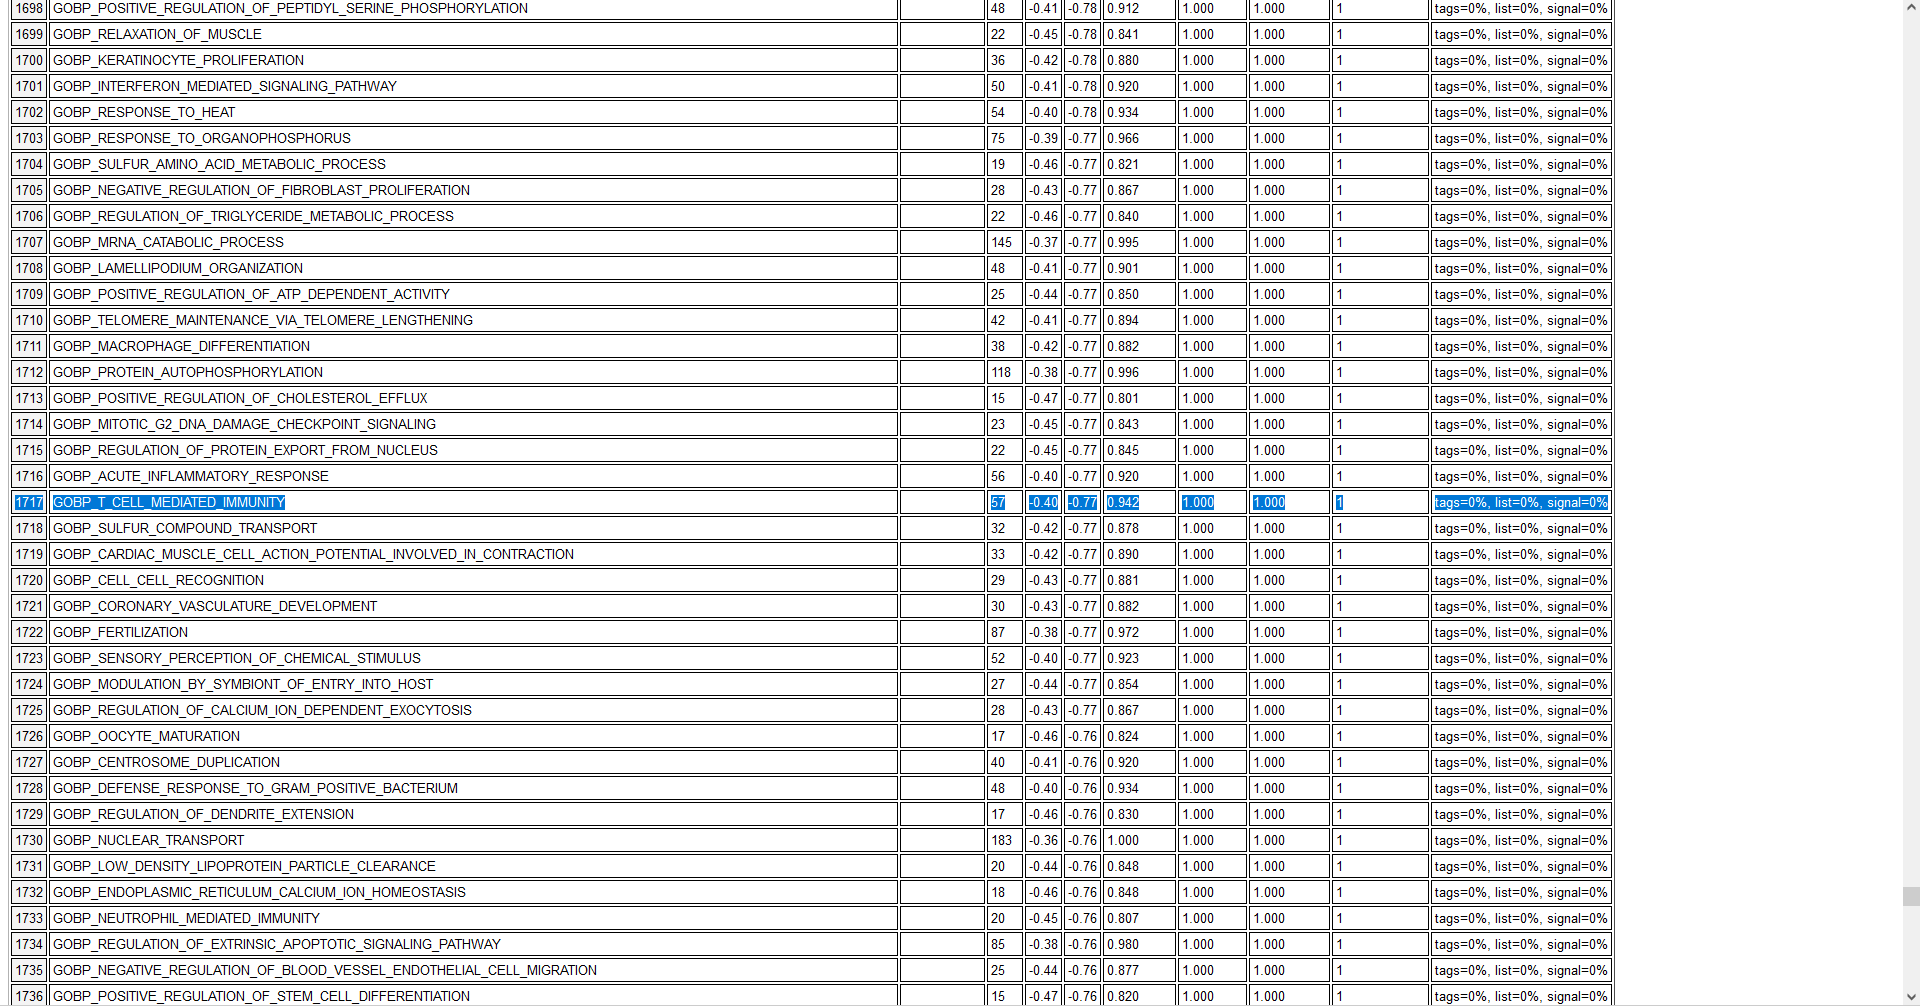 1698 GOBP_POSITIVE_REGULATION_OF_PEPTIDYL_SERINE_PHOSPHORYLATION 48 -0.41 -0.78 0.912 1.000 1.000 1 tags=0%, list=0%, signal=0%
1699 GOBP_RELAXATION_OF_MUSCLE 22 -0.45 -0.78 0.841 1.000 1.000 1 tags=0%, list=0%, signal=0%
1700 GOBP_KERATINOCYTE_PROLIFERATION 36 -0.42 -0.78 0.880 1.000 1.000 1 tags=0%, list=0%, signal=0%
1701 GOBP_INTERFERON_MEDIATED_SIGNALING_PATHWAY 50 -0.41 -0.78 0.920 1.000 1.000 1 tags=0%, list=0%, signal=0%
1702 GOBP_RESPONSE_TO_HEAT 54 -0.40 -0.78 0.934 1.000 1.000 1 tags=0%, list=0%, signal=0%
1703 GOBP_RESPONSE_TO_ORGANOPHOSPHORUS 75 -0.39 -0.77 0.966 1.000 1.000 1 tags=0%, list=0%, signal=0%
1704 GOBP_SULFUR_AMINO_ACID_METABOLIC_PROCESS 19 -0.46 -0.77 0.821 1.000 1.000 1 tags=0%, list=0%, signal=0%
1705 GOBP_NEGATIVE_REGULATION_OF_FIBROBLAST_PROLIFERATION 28 -0.43 -0.77 0.867 1.000 1.000 1 tags=0%, list=0%, signal=0%
1706 GOBP_REGULATION_OF_TRIGLYCERIDE_METABOLIC_PROCESS 22 -0.46 -0.77 0.840 1.000 1.000 1 tags=0%, list=0%, signal=0%
1707 GOBP_MRNA_CATABOLIC_PROCESS 145 -0.37 -0.77 0.995 1.000 1.000 1 tags=0%, list=0%, signal=0%
1708 GOBP_LAMELLIPODIUM_ORGANIZATION 48 -0.41 -0.77 0.901 1.000 1.000 1 tags=0%, list=0%, signal=0%
1709 GOBP_POSITIVE_REGULATION_OF_ATP_DEPENDENT_ACTIVITY 25 -0.44 -0.77 0.850 1.000 1.000 1 tags=0%, list=0%, signal=0%
1710 GOBP_TELOMERE_MAINTENANCE_VIA_TELOMERE_LENGTHENING 42 -0.41 -0.77 0.894 1.000 1.000 1 tags=0%, list=0%, signal=0%
1711 GOBP_MACROPHAGE_DIFFERENTIATION 38 -0.42 -0.77 0.882 1.000 1.000 1 tags=0%, list=0%, signal=0%
1712 GOBP_PROTEIN_AUTOPHOSPHORYLATION 118 -0.38 -0.77 0.996 1.000 1.000 1 tags=0%, list=0%, signal=0%
1713 GOBP_POSITIVE_REGULATION_OF_CHOLESTEROL_EFFLUX 15 -0.47 -0.77 0.801 1.000 1.000 1 tags=0%, list=0%, signal=0%
1714 GOBP_MITOTIC_G2_DNA_DAMAGE_CHECKPOINT_SIGNALING 23 -0.45 -0.77 0.843 1.000 1.000 1 tags=0%, list=0%, signal=0%
1715 GOBP_REGULATION_OF_PROTEIN_EXPORT_FROM_NUCLEUS 22 -0.45 -0.77 0.845 1.000 1.000 1 tags=0%, list=0%, signal=0%
1716 GOBP_ACUTE_INFLAMMATORY_RESPONSE 56 -0.40 -0.77 0.920 1.000 1.000 1 tags=0%, list=0%, signal=0%
1717 GOBP_T_CELL_MEDIATED_IMMUNITY 57 -0.40 -0.77 0.942 1.000 1.000 1 tags=0%, list=0%, signal=0%
1718 GOBP_SULFUR_COMPOUND_TRANSPORT 32 -0.42 -0.77 0.878 1.000 1.000 1 tags=0%, list=0%, signal=0%
1719 GOBP_CARDIAC_MUSCLE_CELL_ACTION_POTENTIAL_INVOLVED_IN_CONTRACTION 33 -0.42 -0.77 0.890 1.000 1.000 1 tags=0%, list=0%, signal=0%
1720 GOBP_CELL_CELL_RECOGNITION 29 -0.43 -0.77 0.881 1.000 1.000 1 tags=0%, list=0%, signal=0%
1721 GOBP_CORONARY_VASCULATURE_DEVELOPMENT 30 -0.43 -0.77 0.882 1.000 1.000 1 tags=0%, list=0%, signal=0%
1722 GOBP_FERTILIZATION 87 -0.38 -0.77 0.972 1.000 1.000 1 tags=0%, list=0%, signal=0%
1723 GOBP_SENSORY_PERCEPTION_OF_CHEMICAL_STIMULUS 52 -0.40 -0.77 0.923 1.000 1.000 1 tags=0%, list=0%, signal=0%
1724 GOBP_MODULATION_BY_SYMBIONT_OF_ENTRY_INTO_HOST 27 -0.44 -0.77 0.854 1.000 1.000 1 tags=0%, list=0%, signal=0%
1725 GOBP_REGULATION_OF_CALCIUM_ION_DEPENDENT_EXOCYTOSIS 28 -0.43 -0.77 0.867 1.000 1.000 1 tags=0%, list=0%, signal=0%
1726 GOBP_OOCYTE_MATURATION 17 -0.46 -0.76 0.824 1.000 1.000 1 tags=0%, list=0%, signal=0%
1727 GOBP_CENTROSOME_DUPLICATION 40 -0.41 -0.76 0.920 1.000 1.000 1 tags=0%, list=0%, signal=0%
1728 GOBP_DEFENSE_RESPONSE_TO_GRAM_POSITIVE_BACTERIUM 48 -0.40 -0.76 0.934 1.000 1.000 1 tags=0%, list=0%, signal=0%
1729 GOBP_REGULATION_OF_DENDRITE_EXTENSION 17 -0.46 -0.76 0.830 1.000 1.000 1 tags=0%, list=0%, signal=0%
1730 GOBP_NUCLEAR_TRANSPORT 183 -0.36 -0.76 1.000 1.000 1.000 1 tags=0%, list=0%, signal=0%
1731 GOBP_LOW_DENSITY_LIPOPROTEIN_PARTICLE_CLEARANCE 20 -0.44 -0.76 0.848 1.000 1.000 1 tags=0%, list=0%, signal=0%
1732 GOBP_ENDOPLASMIC_RETICULUM_CALCIUM_ION_HOMEOSTASIS 18 -0.46 -0.76 0.848 1.000 1.000 1 tags=0%, list=0%, signal=0%
1733 GOBP_NEUTROPHIL_MEDIATED_IMMUNITY 20 -0.45 -0.76 0.807 1.000 1.000 1 tags=0%, list=0%, signal=0%
1734 GOBP_REGULATION_OF_EXTRINSIC_APOPTOTIC_SIGNALING_PATHWAY 85 -0.38 -0.76 0.980 1.000 1.000 1 tags=0%, list=0%, signal=0%
1735 GOBP_NEGATIVE_REGULATION_OF_BLOOD_VESSEL_ENDOTHELIAL_CELL_MIGRATION 25 -0.44 -0.76 0.877 1.000 1.000 1 tags=0%, list=0%, signal=0%
1736 GOBP_POSITIVE_REGULATION_OF_STEM_CELL_DIFFERENTIATION 15 -0.47 -0.76 0.820 1.000 1.000 1 tags=0%, list=0%, signal=0%